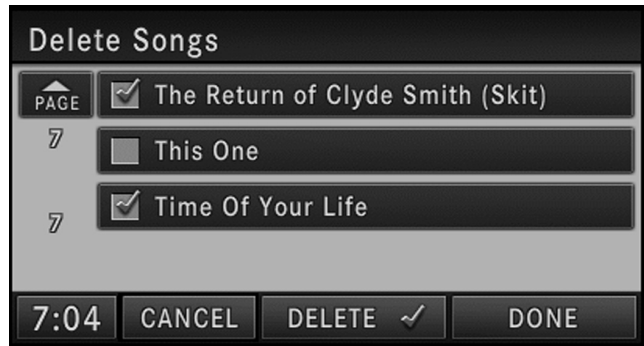 Delete Songs
PAGE
The Return of Clyde Smith (Skit)
7
This One
7
Time Of Your Life
7:04 CANCEL DELETE DONE